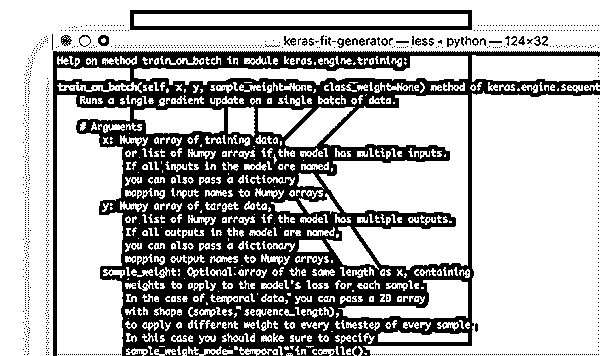 keras-fit-generator — less • python — 124×32
Help on method train_on_batch in module keras.engine.training:
train_on_batch(self, x, y, sample_weight=None, class_weight=None) method of keras.engine.sequent
Runs a single gradient update on a single batch of data.
# Arguments
x: Numpy array of training data,
or list of Numpy arrays if the model has multiple inputs.
If all inputs in the model are named,
you can also pass a dictionary
mapping input names to Numpy arrays.
y: Numpy array of target data,
or list of Numpy arrays if the model has multiple outputs.
If all outputs in the model are named,
you can also pass a dictionary
mapping output names to Numpy arrays.
sample_weight: Optional array of the same length as x, containing
weights to apply to the model's loss for each sample.
In the case of temporal data, you can pass a 2D array
with shape (samples, sequence_length),
to apply a different weight to every timestep of every sample.
In this case you should make sure to specify
sample_weight_mode="temporal" in compile().